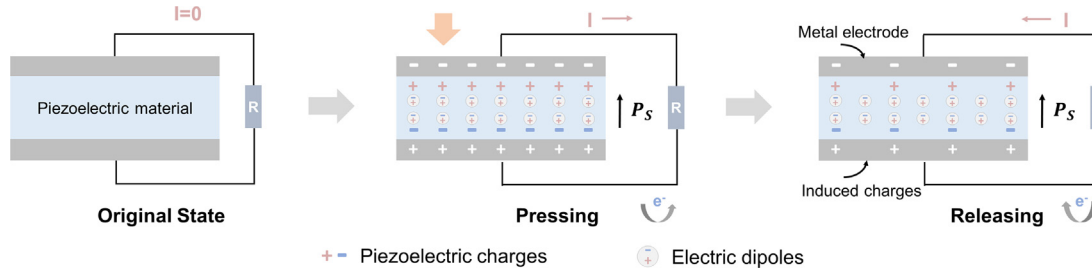 I=0
Piezoelectric material
R
Original State
I
- - - - - - -
+ + + + + + +
- - - - - - -
+ + + + + + +
P_S
R
Pressing
e-
I
Metal electrode
- - - -
+ + + +
- - - -
+ + + +
P_S
Induced charges
Releasing
e-
+ - Piezoelectric charges
Electric dipoles